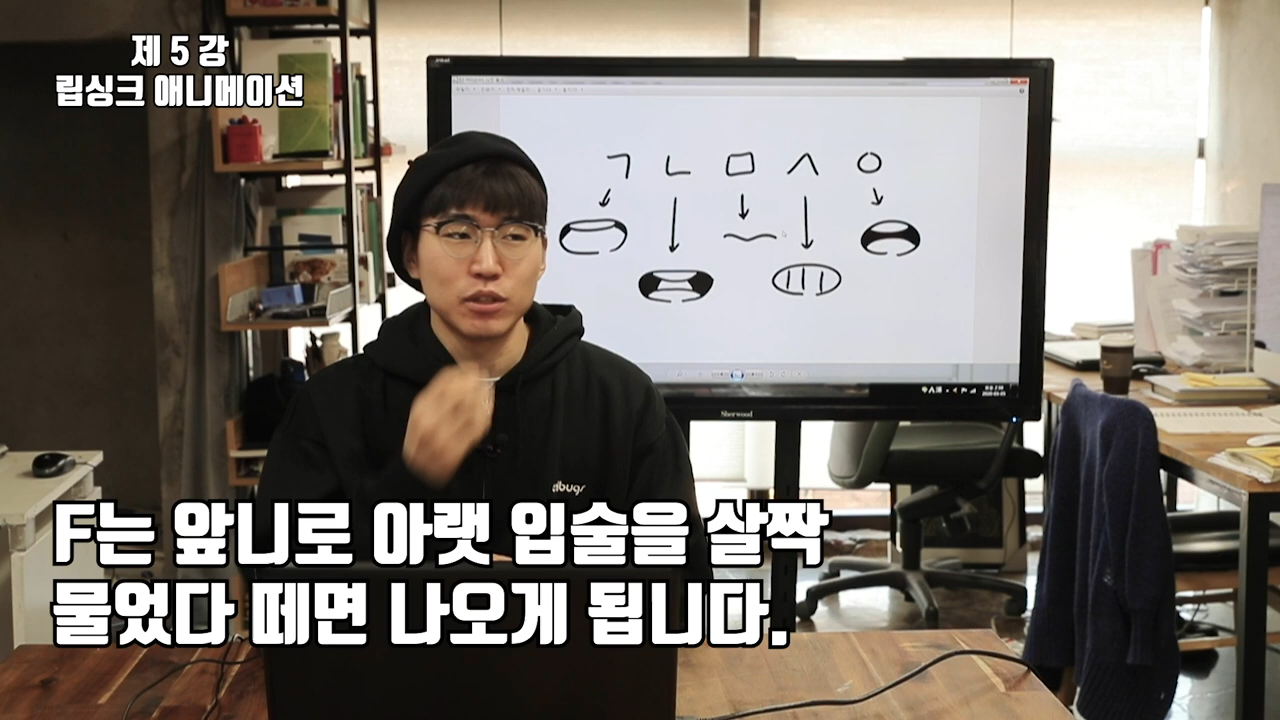 제 5 강
립싱크 애니메이션
ㄱ ㄴ ㅁ ㅅ ㅇ
Sherwood
F는 앞니로 아랫 입술을 살짝
물었다 떼면 나오게 됩니다.